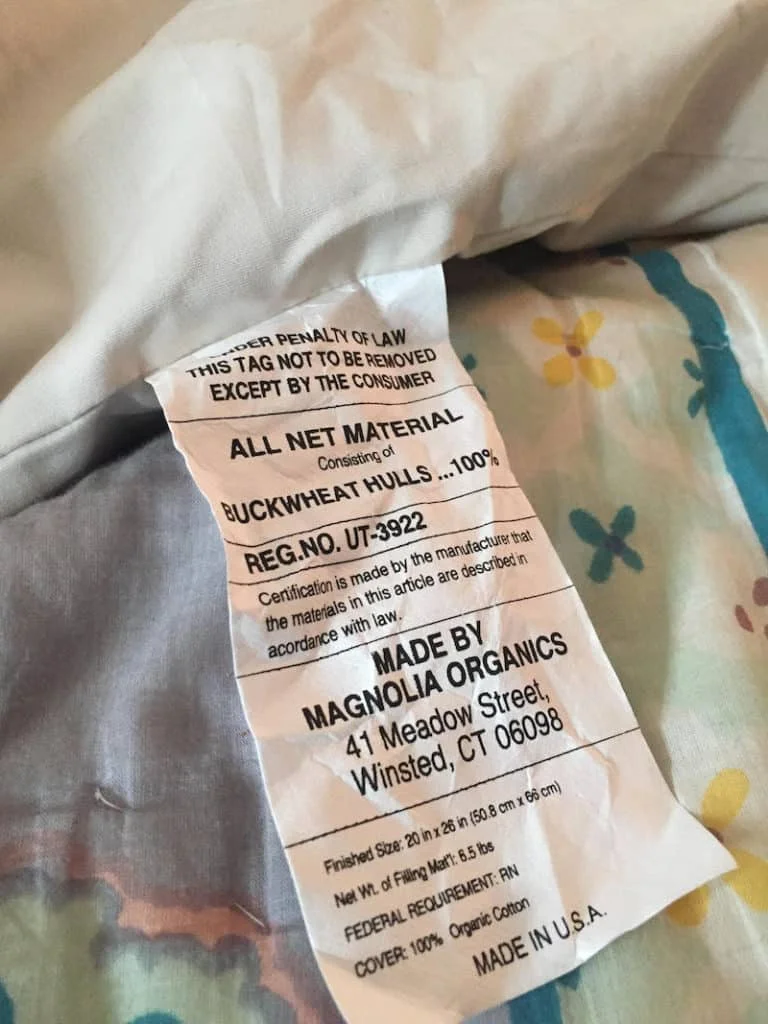 PENALTY OF LAW
THIS TAG NOT TO BE REMOVED
EXCEPT BY THE CONSUMER
ALL NET MATERIAL
Consisting of
BUCKWHEAT HULLS ...100%
REG.NO. UT-3922
Certification is made by the manufacturer that
the materials in this article are described in
acordance with law.
MADE BY
MAGNOLIA ORGANICS
41 Meadow Street,
Winsted, CT 06098
Finished Size: 20 in x 26 in (50.8 cm x 66 cm)
Net Wt. of Filling Mat'l: 6.5 lbs
FEDERAL REQUIREMENT: RN
COVER: 100% Organic Cotton
MADE IN U.S.A.